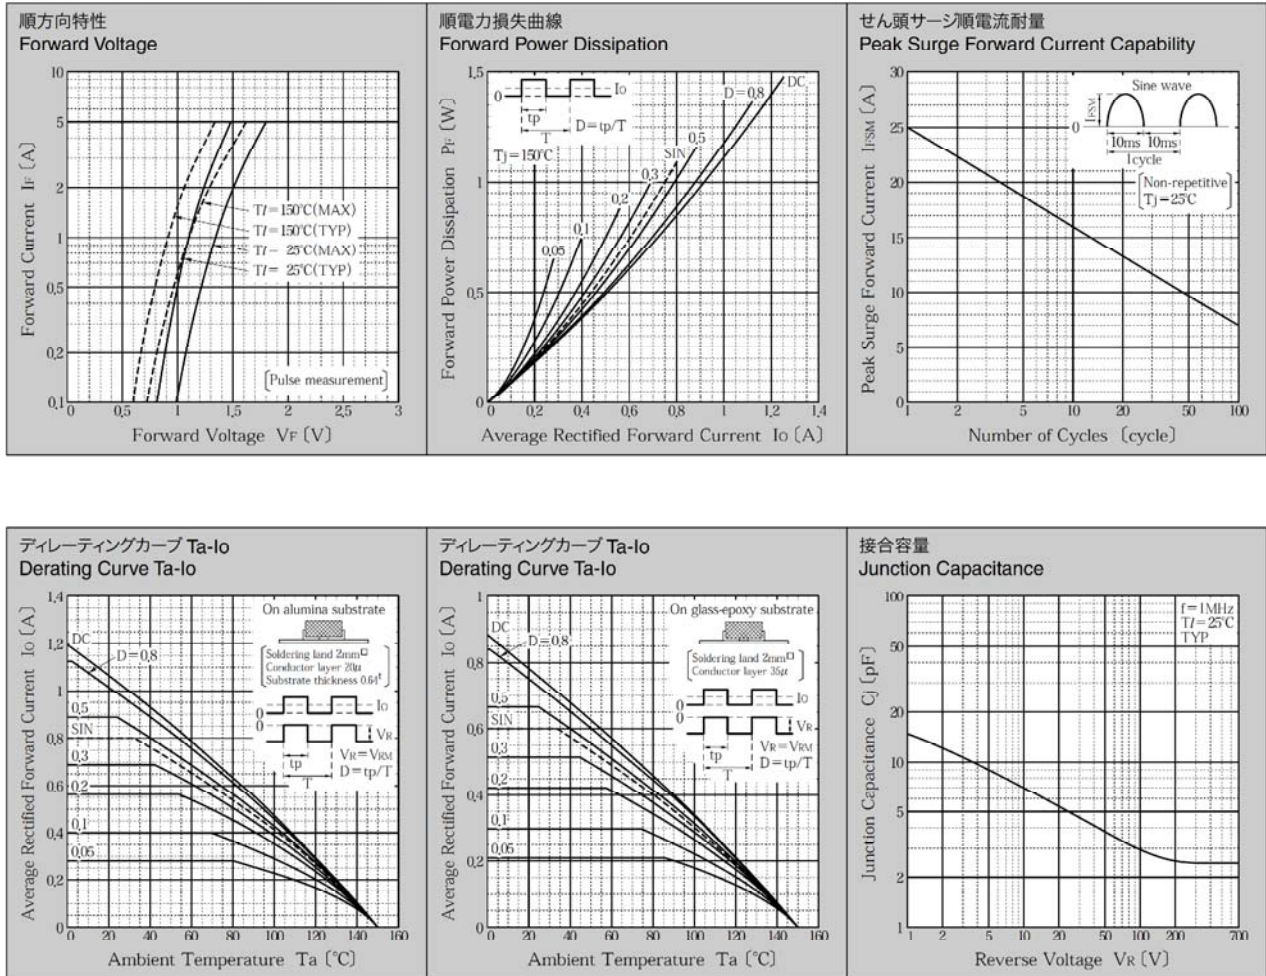 順方向特性
Forward Voltage
10
5
2
1
0,5
0,2
0,1
0
0,5
1
1,5
2
2,5
3
Forward Current IF [A]
Tl=150℃(MAX)
Tl=150℃(TYP)
Tl= 25℃(MAX)
Tl= 25℃(TYP)
[Pulse measurement]
Forward Voltage VF [V]
順電力損失曲線
Forward Power Dissipation
1,5
1
0,5
0
Forward Power Dissipation PF [W]
0
Io
tp
T
D=tp/T
Tj=150℃
DC
D=0,8
0,5
SIN
0,3
0,2
0,1
0,05
0
0,2
0,4
0,6
0,8
1
1,2
1,4
Average Rectified Forward Current Io [A]
せん頭サージ順電流耐量
Peak Surge Forward Current Capability
30
25
20
15
10
5
0
Peak Surge Forward Current IFSM [A]
Sine wave
IFSM
0
10ms
10ms
1cycle
[Non-repetitive
Tj=25℃]
1
2
5
10
20
50
100
Number of Cycles [cycle]
ディレーティングカーブ Ta-Io
Derating Curve Ta-Io
1,4
1,2
1
0,8
0,6
0,4
0,2
0
Average Rectified Forward Current Io [A]
DC
D=0,8
0,5
SIN
0,3
0,2
0,1
0,05
On alumina substrate
[Soldering land 2mm□
Conductor layer 20μ
Substrate thickness 0.64t]
0
Io
0
VR
tp
T
VR=VRM
D=tp/T
0
20
40
60
80
100
120
140
160
Ambient Temperature Ta [℃]
ディレーティングカーブ Ta-Io
Derating Curve Ta-Io
1
0,8
0,6
0,4
0,2
0
Average Rectified Forward Current Io [A]
DC
D=0,8
0,5
SIN
0,3
0,2
0,1
0,05
On glass-epoxy substrate
[Soldering land 2mm□
Conductor layer 35μ]
0
Io
0
VR
tp
T
VR=VRM
D=tp/T
0
20
40
60
80
100
120
140
160
Ambient Temperature Ta [℃]
接合容量
Junction Capacitance
100
50
20
10
5
2
1
Junction Capacitance Cj [pF]
f=1MHz
Tl=25℃
TYP
1
2
5
10
20
50
100
200
700
Reverse Voltage VR [V]